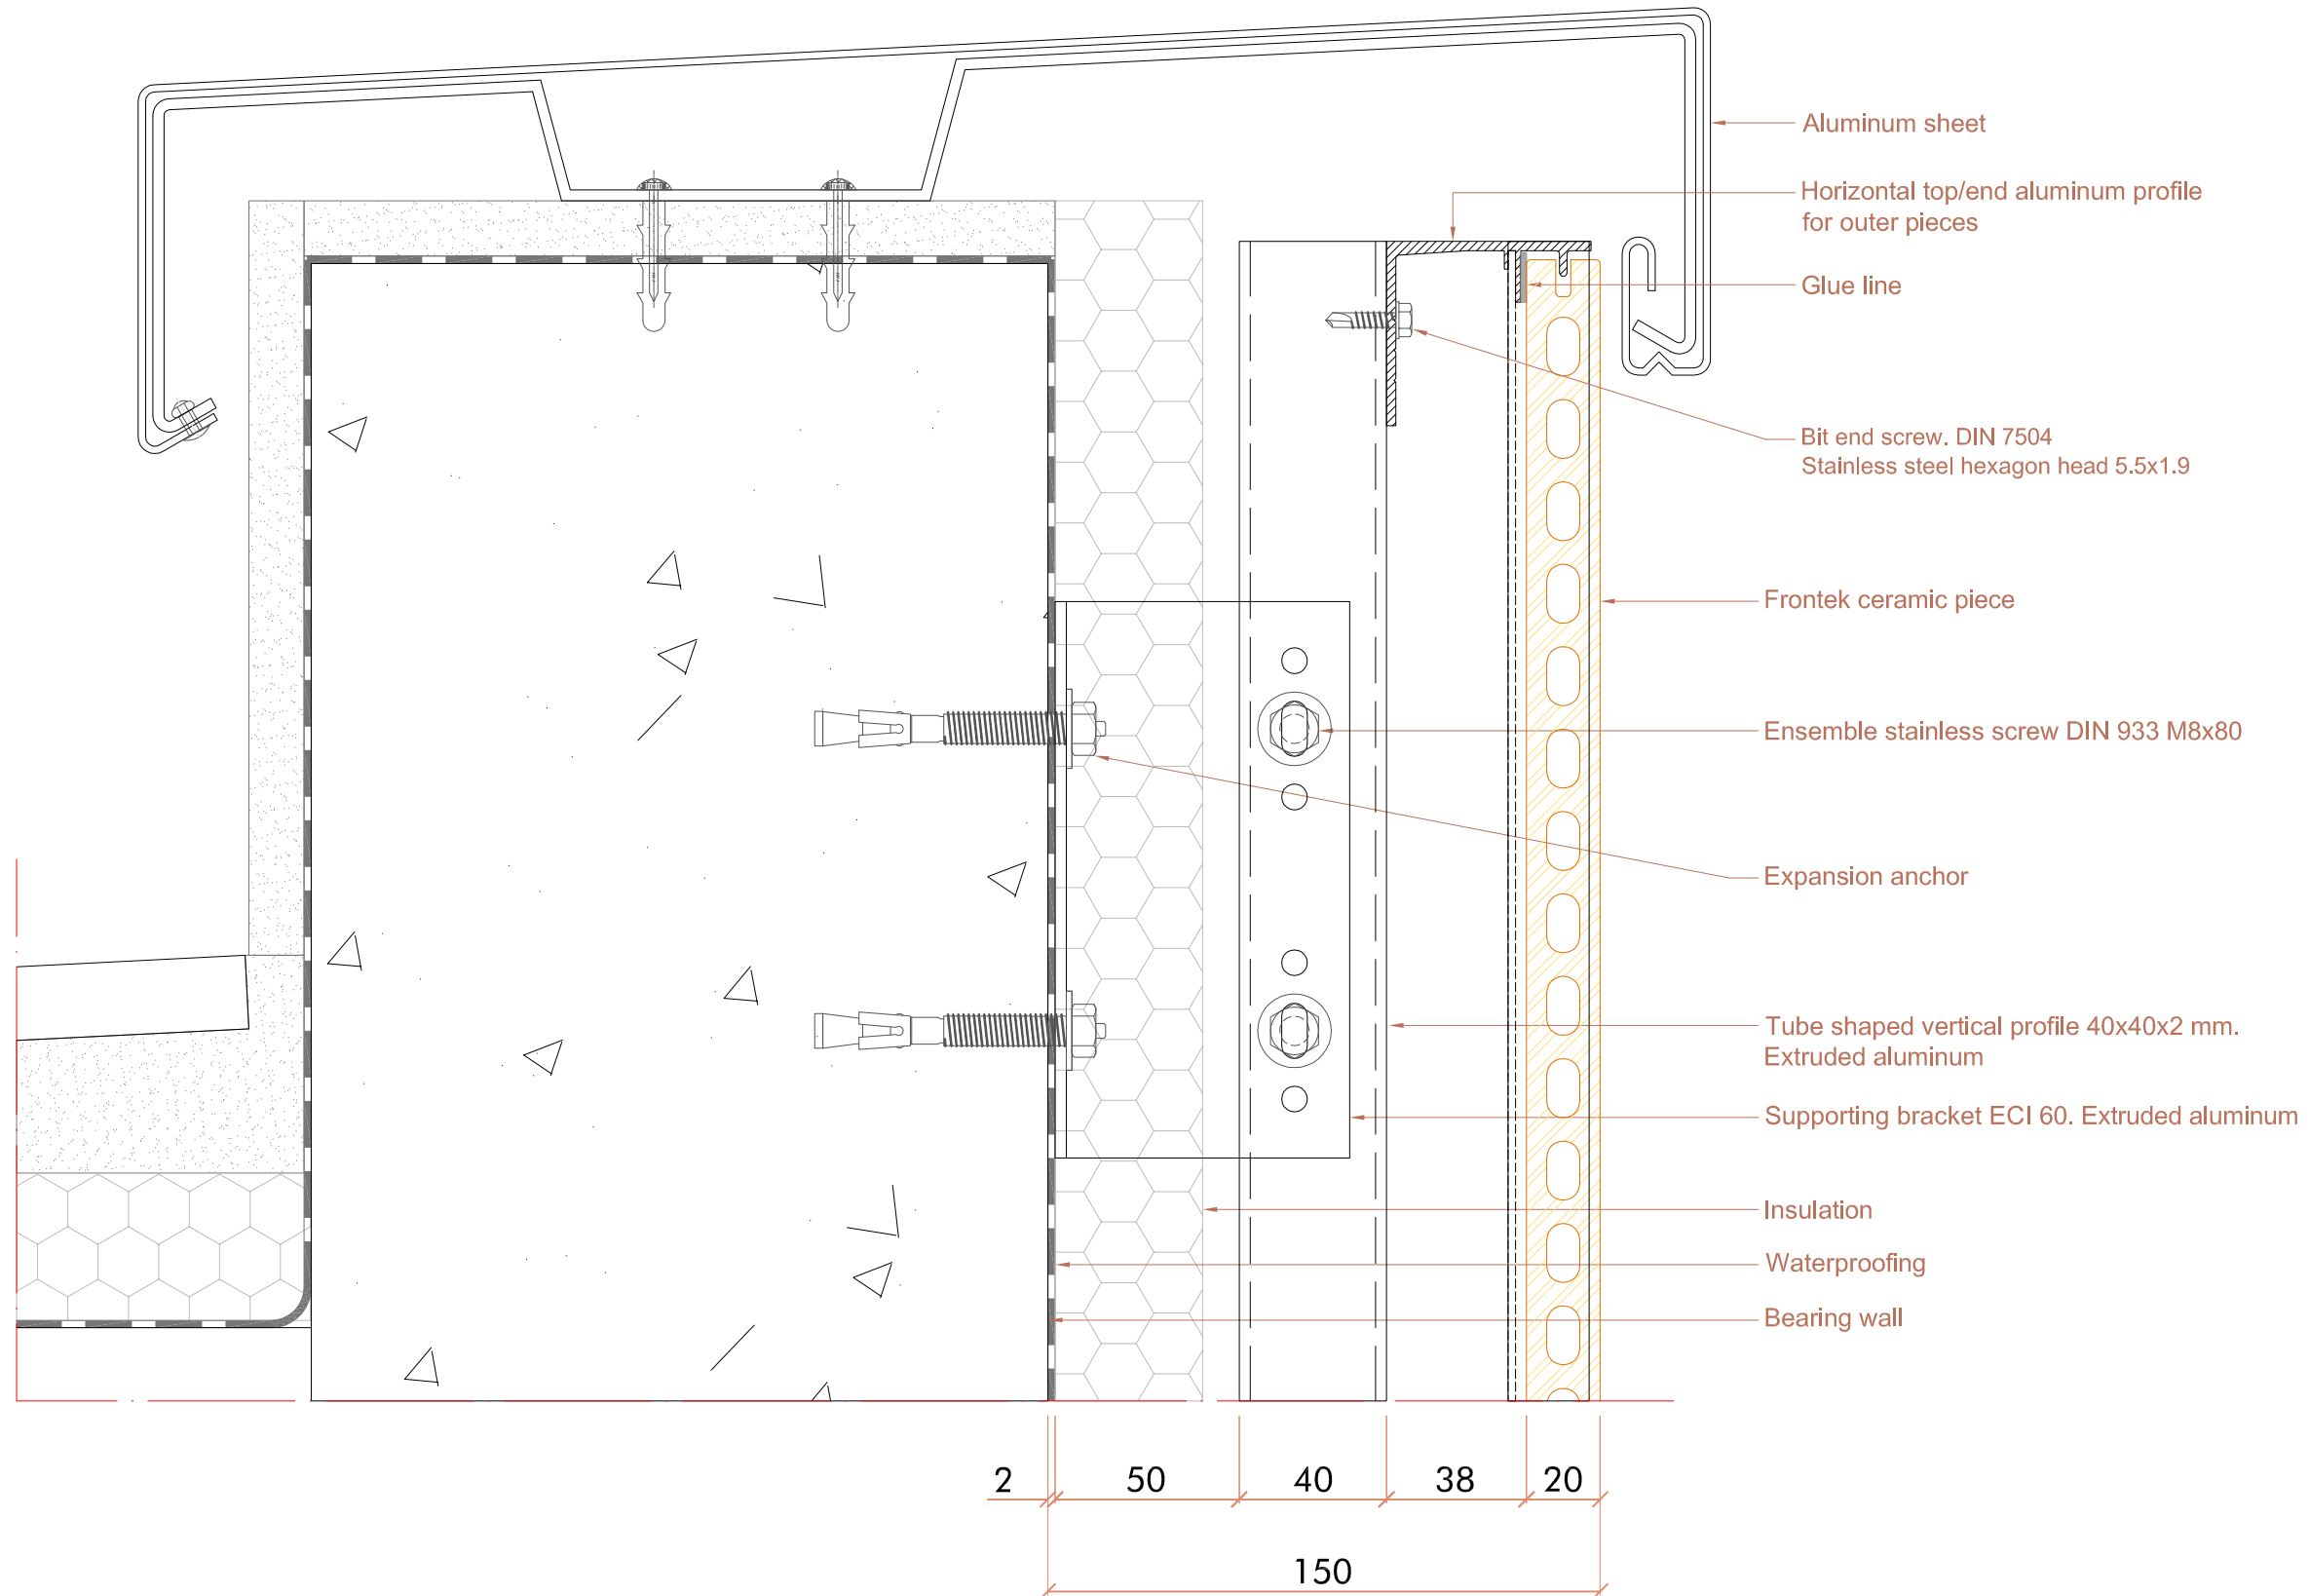 Aluminum sheet
Horizontal top/end aluminum profile
for outer pieces
Glue line
Bit end screw. DIN 7504
Stainless steel hexagon head 5.5x1.9
Frontek ceramic piece
Ensemble stainless screw DIN 933 M8x80
Expansion anchor
Tube shaped vertical profile 40x40x2 mm.
Extruded aluminum
Supporting bracket ECI 60. Extruded aluminum
Insulation
Waterproofing
Bearing wall
2 50 40 38 20
150